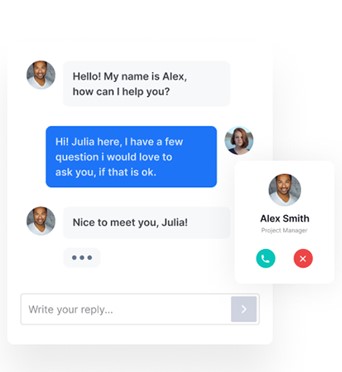 Hello! My name is Alex,
how can I help you?
Hi! Julia here, I have a few
question i would love to
ask you, if that is ok.
Alex Smith
Project Manager
Nice to meet you, Julia!
Write your reply...